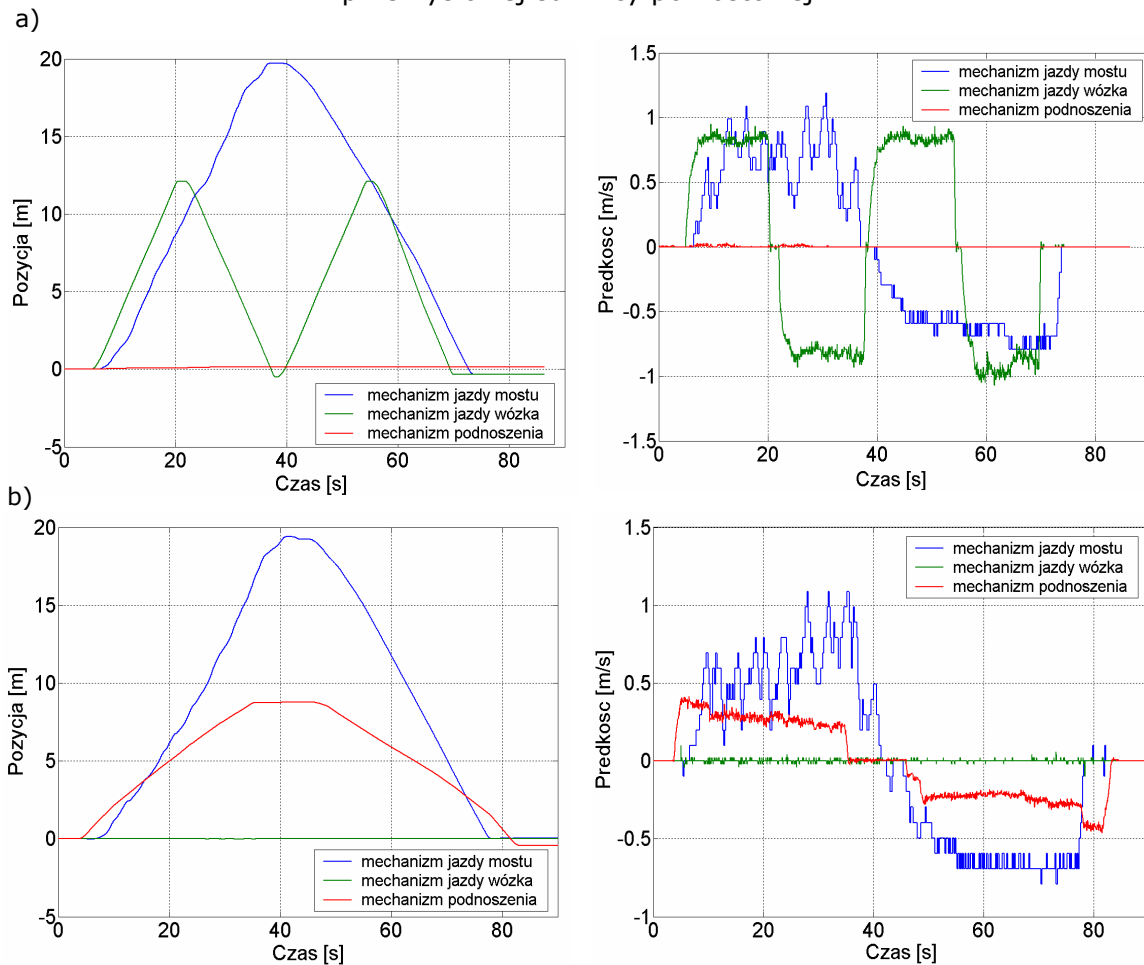 a)
20
15
10
5
0
-5
0
20
40
60
80
Pozycja [m]
Czas [s]
mechanizm jazdy mostu
mechanizm jazdy wózka
mechanizm podnoszenia
1.5
1
0.5
0
-0.5
-1
-1.5
0
20
40
60
80
Predkosc [m/s]
Czas [s]
mechanizm jazdy mostu
mechanizm jazdy wózka
mechanizm podnoszenia
b)
20
15
10
5
0
-5
0
20
40
60
80
Pozycja [m]
Czas [s]
mechanizm jazdy mostu
mechanizm jazdy wózka
mechanizm podnoszenia
1.5
1
0.5
0
-0.5
-1
0
20
40
60
80
Predkosc [m/s]
Czas [s]
mechanizm jazdy mostu
mechanizm jazdy wózka
mechanizm podnoszenia